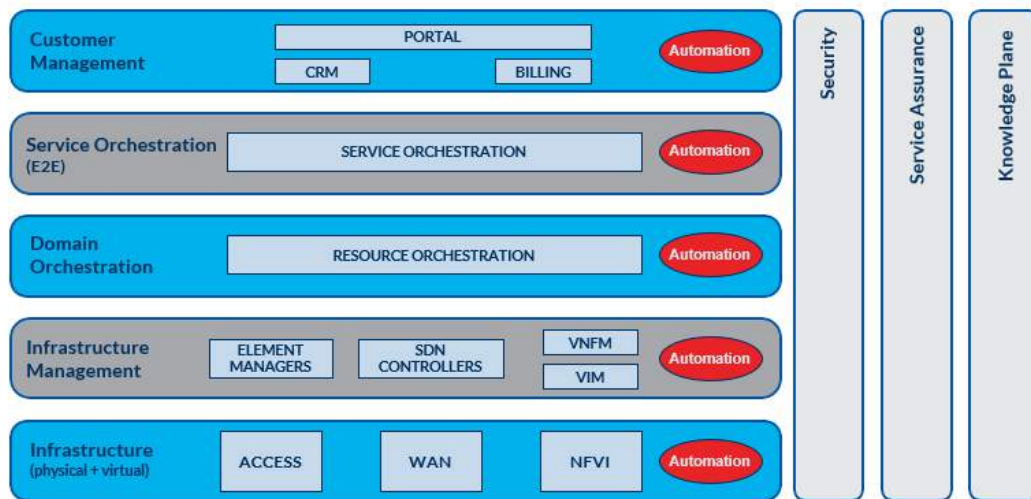 Customer
Management
PORTAL
CRM
BILLING
Automation
Service Orchestration
(E2E)
SERVICE ORCHESTRATION
Automation
Domain
Orchestration
RESOURCE ORCHESTRATION
Automation
Infrastructure
Management
ELEMENT
MANAGERS
SDN
CONTROLLERS
VNFM
VIM
Automation
Infrastructure
(physical + virtual)
ACCESS
WAN
NFVI
Automation
Security
Service Assurance
Knowledge Plane